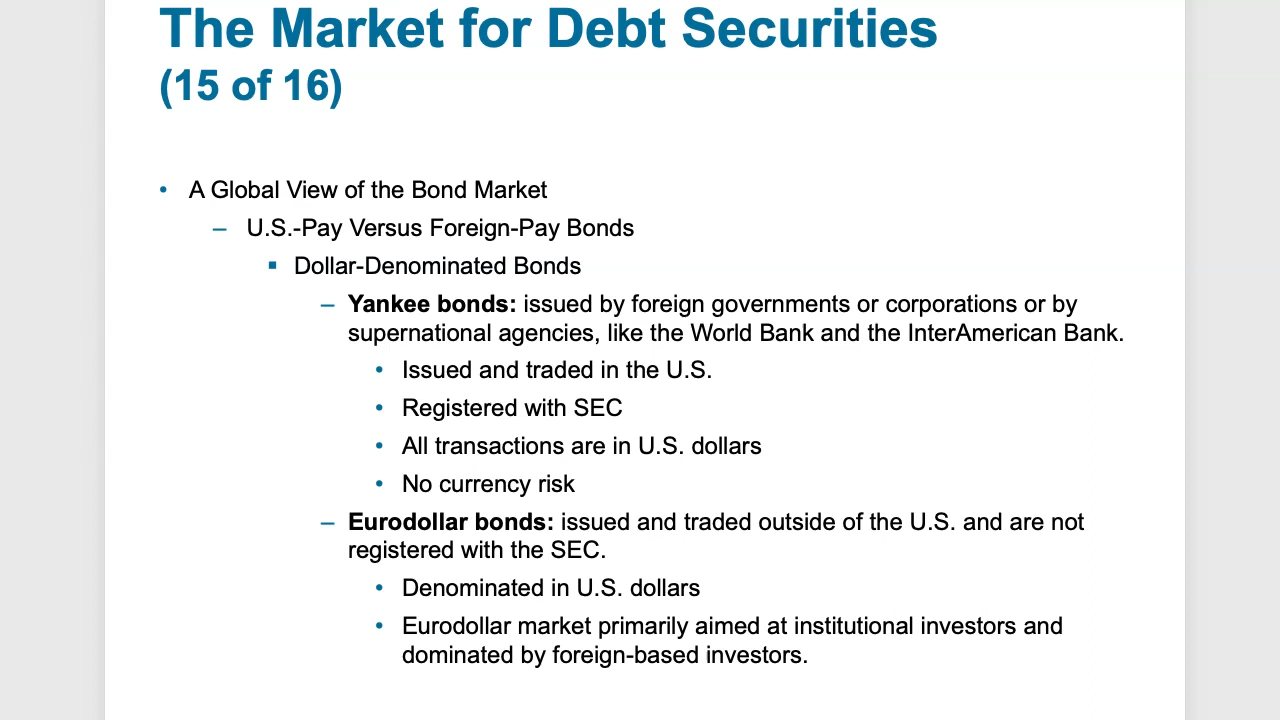 The Market for Debt Securities
(15 of 16)
• A Global View of the Bond Market
– U.S.-Pay Versus Foreign-Pay Bonds
▪ Dollar-Denominated Bonds
– Yankee bonds: issued by foreign governments or corporations or by
supernational agencies, like the World Bank and the InterAmerican Bank.
• Issued and traded in the U.S.
• Registered with SEC
• All transactions are in U.S. dollars
• No currency risk
– Eurodollar bonds: issued and traded outside of the U.S. and are not
registered with the SEC.
• Denominated in U.S. dollars
• Eurodollar market primarily aimed at institutional investors and
dominated by foreign-based investors.